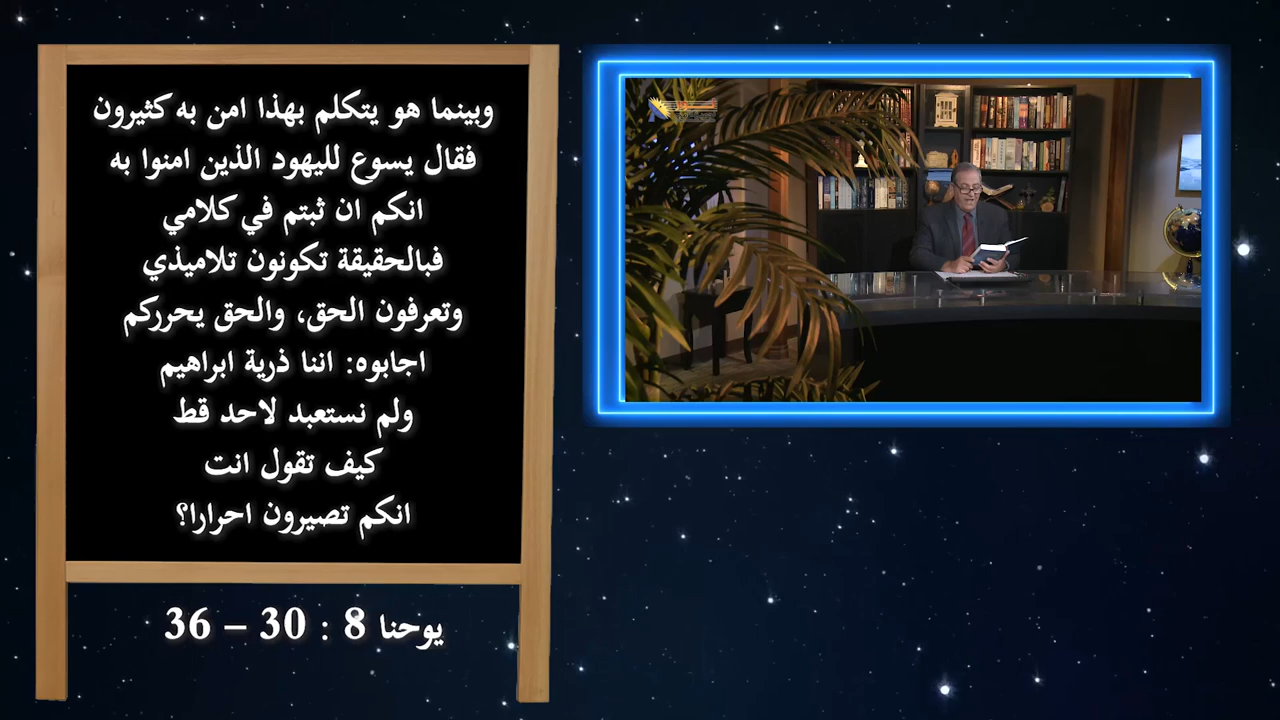 وبينما هو يتكلم بهذا امن به كثيرون
فقال يسوع لليهود الذين امنوا به
انكم ان ثبتم في كلامي
فبالحقيقة تكونون تلاميذي
وتعرفون الحق، والحق يحرركم
اجابوه: اننا ذرية ابراهيم
ولم نستعبد لاحد قط
كيف تقول انت
انكم تصيرون احرارا؟
يوحنا 8 : 30 – 36